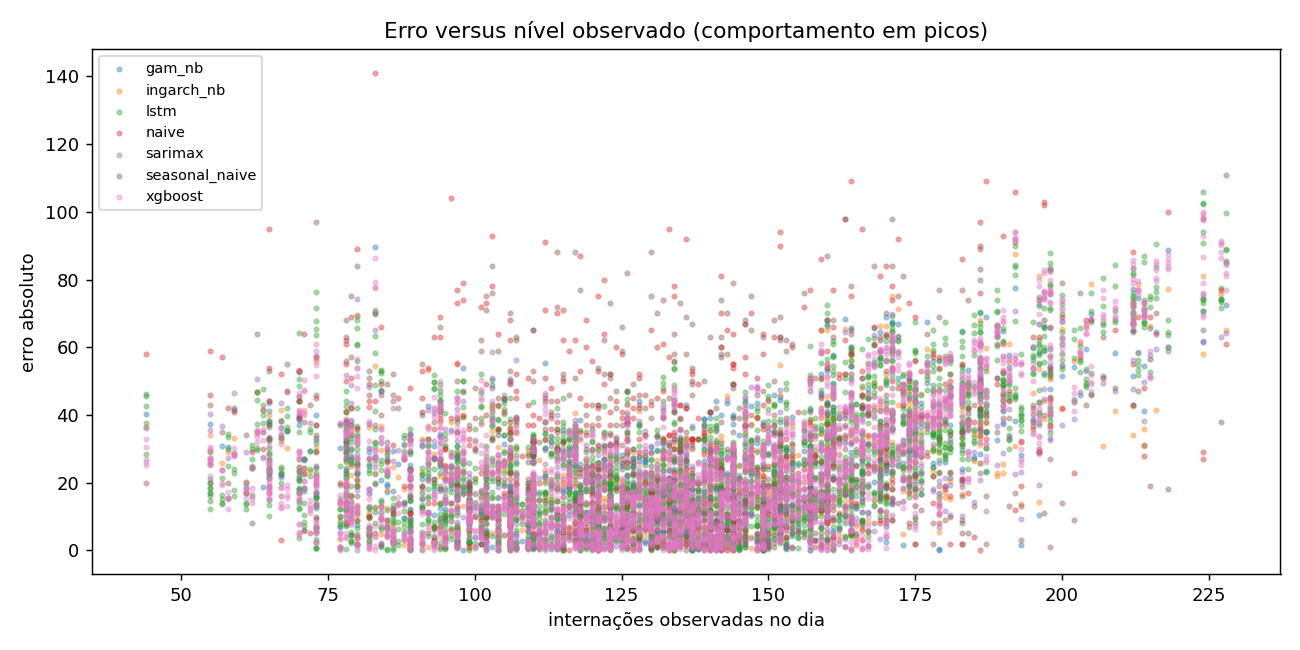 Erro versus nível observado (comportamento em picos)
gam_nb
ingarch_nb
lstm
naive
sarimax
seasonal_naive
xgboost
erro absoluto
140
120
100
80
60
40
20
0
50 75 100 125 150 175 200 225
internações observadas no dia